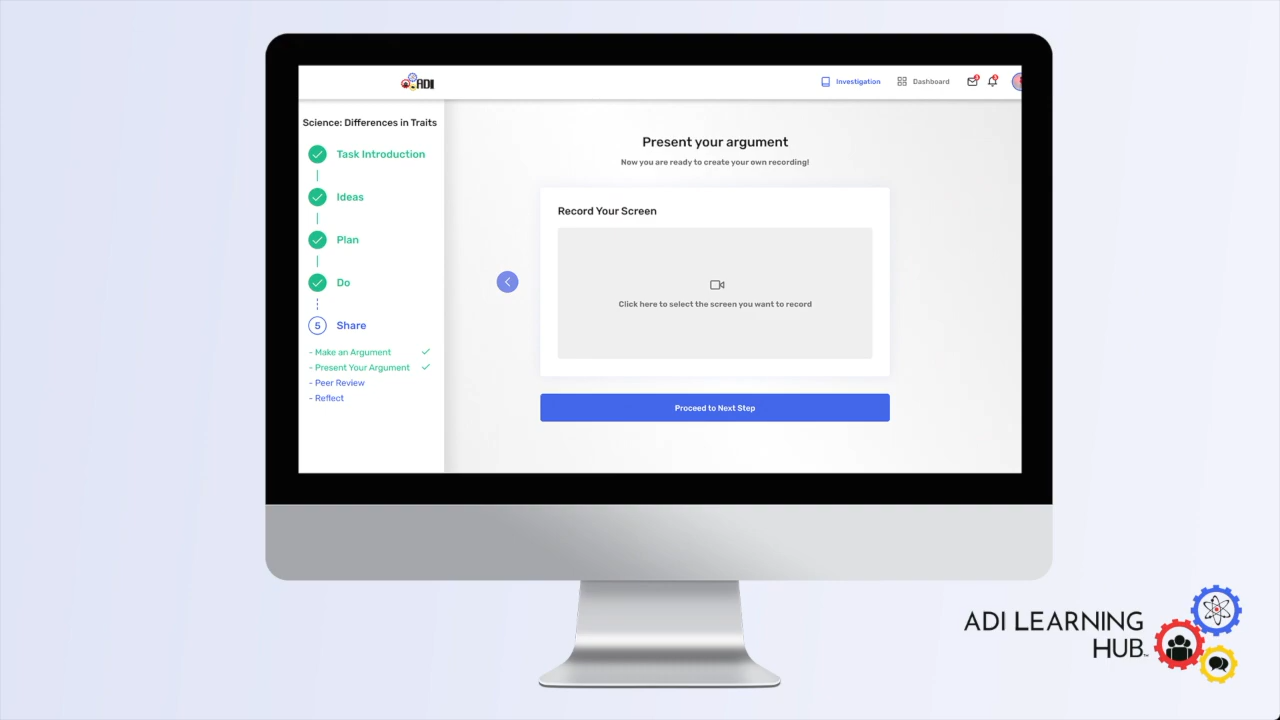 ADI
Investigation
Dashboard
Science: Differences in Traits
Task Introduction
Ideas
Plan
Do
5 Share
- Make an Argument
- Present Your Argument
- Peer Review
- Reflect
Present your argument
Now you are ready to create your own recording!
Record Your Screen
Click here to select the screen you want to record
Proceed to Next Step
ADI LEARNING
HUB